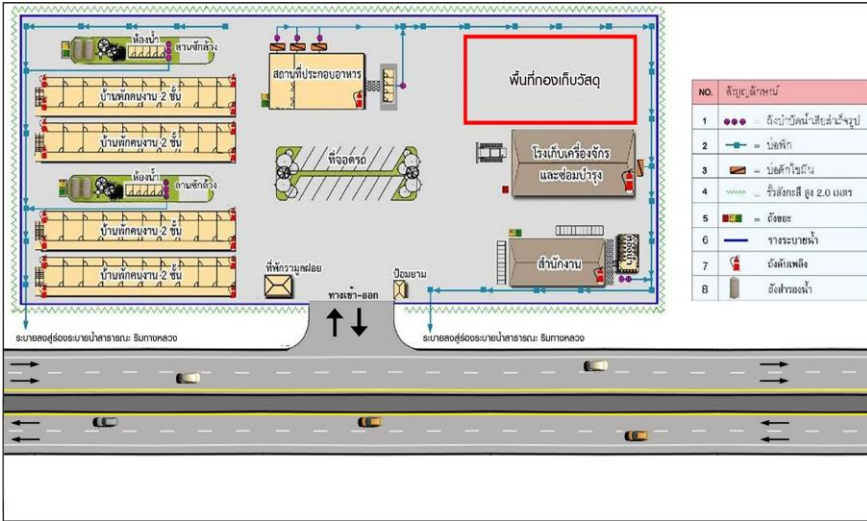 ห้องน้ำ
ลานซักล้าง
บ้านพักคนงาน 2 ชั้น
บ้านพักคนงาน 2 ชั้น
ห้องน้ำ
ลานซักล้าง
บ้านพักคนงาน 2 ชั้น
บ้านพักคนงาน 2 ชั้น
สถานที่ประกอบอาหาร
ที่จอดรถ
พื้นที่กองเก็บวัสดุ
โรงเก็บเครื่องจักร
และซ่อมบำรุง
สำนักงาน
ห้องน้ำ
ที่พักรวมมูลฝอย
ป้อมยาม
ทางเข้า-ออก
ระบายลงสู่ร่องระบายน้ำสาธารณะ ริมทางหลวง
ระบายลงสู่ร่องระบายน้ำสาธารณะ ริมทางหลวง
NO. สัญญลักษณ์
1 = ถังบำบัดน้ำเสียสำเร็จรูป
2 = บ่อพัก
3 = บ่อดักไขมัน
4 = รั้วสังกะสี สูง 2.0 เมตร
5 = ถังขยะ
6 รางระบายน้ำ
7 ถังดับเพลิง
8 ถังสำรองน้ำ